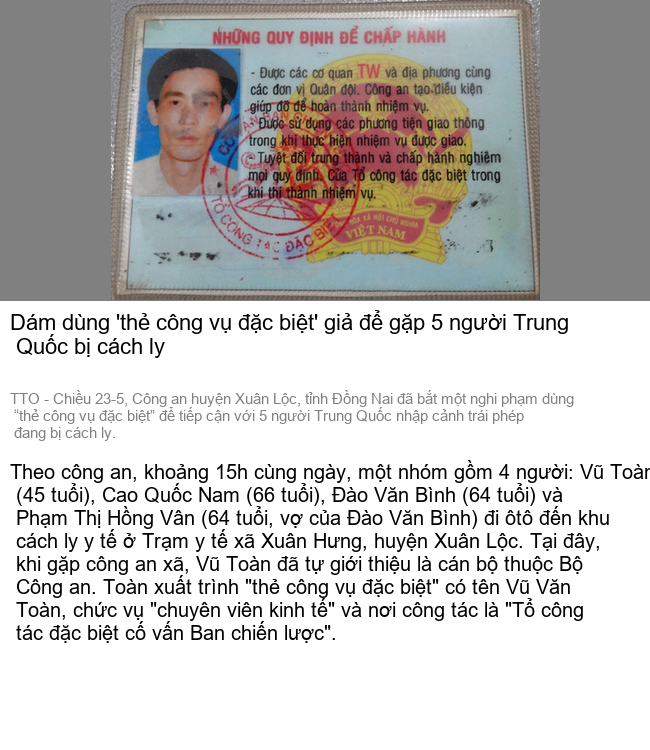 NHỮNG QUY ĐỊNH ĐỂ CHẤP HÀNH
- Được các cơ quan TW và địa phương cùng
các đơn vị Quân đội. Công an tạo điều kiện
giúp đỡ để hoàn thành nhiệm vụ.
- Được sử dụng các phương tiện giao thông
trong khi thực hiện nhiệm vụ được giao.
- Tuyệt đối trung thành và chấp hành nghiêm
mọi quy định. Của Tổ công tác đặc biệt trong
khi thi thành nhiệm vụ.
TỔ CÔNG TÁC ĐẶC BIỆT
HÒA XÃ HỘI CHỦ NGHĨA
VIỆT NAM
Dám dùng 'thẻ công vụ đặc biệt' giả để gặp 5 người Trung
Quốc bị cách ly
TTO - Chiều 23-5, Công an huyện Xuân Lộc, tỉnh Đồng Nai đã bắt một nghi phạm dùng
“thẻ công vụ đặc biệt” để tiếp cận với 5 người Trung Quốc nhập cảnh trái phép
đang bị cách ly.
Theo công an, khoảng 15h cùng ngày, một nhóm gồm 4 người: Vũ Toàn
(45 tuổi), Cao Quốc Nam (66 tuổi), Đào Văn Bình (64 tuổi) và
Phạm Thị Hồng Vân (64 tuổi, vợ của Đào Văn Bình) đi ôtô đến khu
cách ly y tế ở Trạm y tế xã Xuân Hưng, huyện Xuân Lộc. Tại đây,
khi gặp công an xã, Vũ Toàn đã tự giới thiệu là cán bộ thuộc Bộ
Công an. Toàn xuất trình "thẻ công vụ đặc biệt" có tên Vũ Văn
Toàn, chức vụ "chuyên viên kinh tế" và nơi công tác là "Tổ công
tác đặc biệt cố vấn Ban chiến lược".